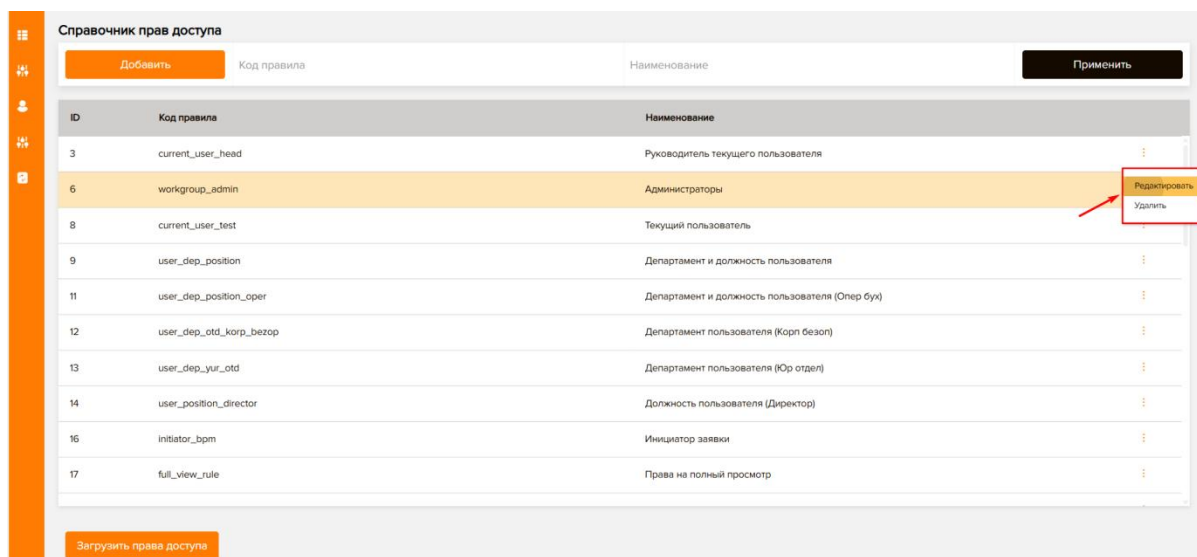 Справочник прав доступа
Добавить Код правила Наименование Применить
ID Код правила Наименование
3 current_user_head Руководитель текущего пользователя
6 workgroup_admin Администраторы Редактировать
Удалить
8 current_user_test Текущий пользователь
9 user_dep_position Департамент и должность пользователя
11 user_dep_position_oper Департамент и должность пользователя (Опер бух)
12 user_dep_otd_korp_bezop Департамент пользователя (Корп безоп)
13 user_dep_yur_otd Департамент пользователя (Юр отдел)
14 user_position_director Должность пользователя (Директор)
16 initiator_bpm Инициатор заявки
17 full_view_rule Права на полный просмотр
Загрузить права доступа